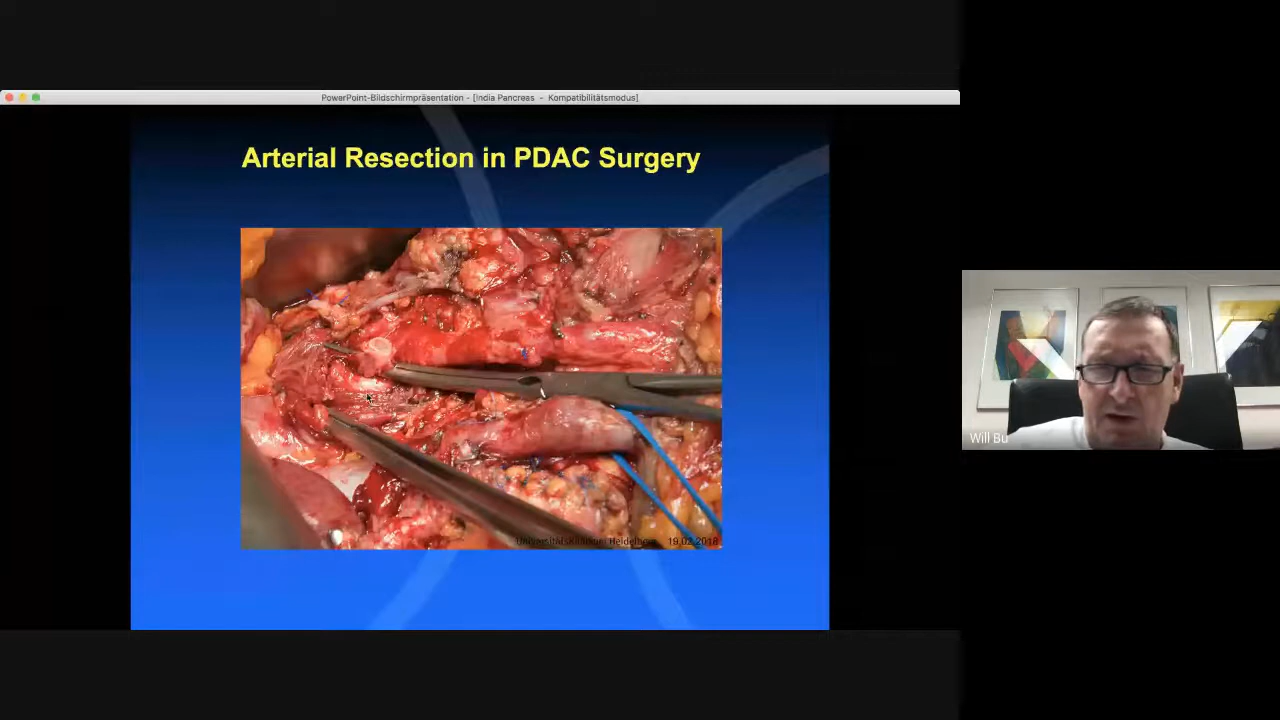 PowerPoint-Bildschirmpräsentation - [India Pancreas - Kompatibilitätsmodus]
Arterial Resection in PDAC Surgery
Universitätsklinikum Heidelberg 19.02.2018
Will Bu